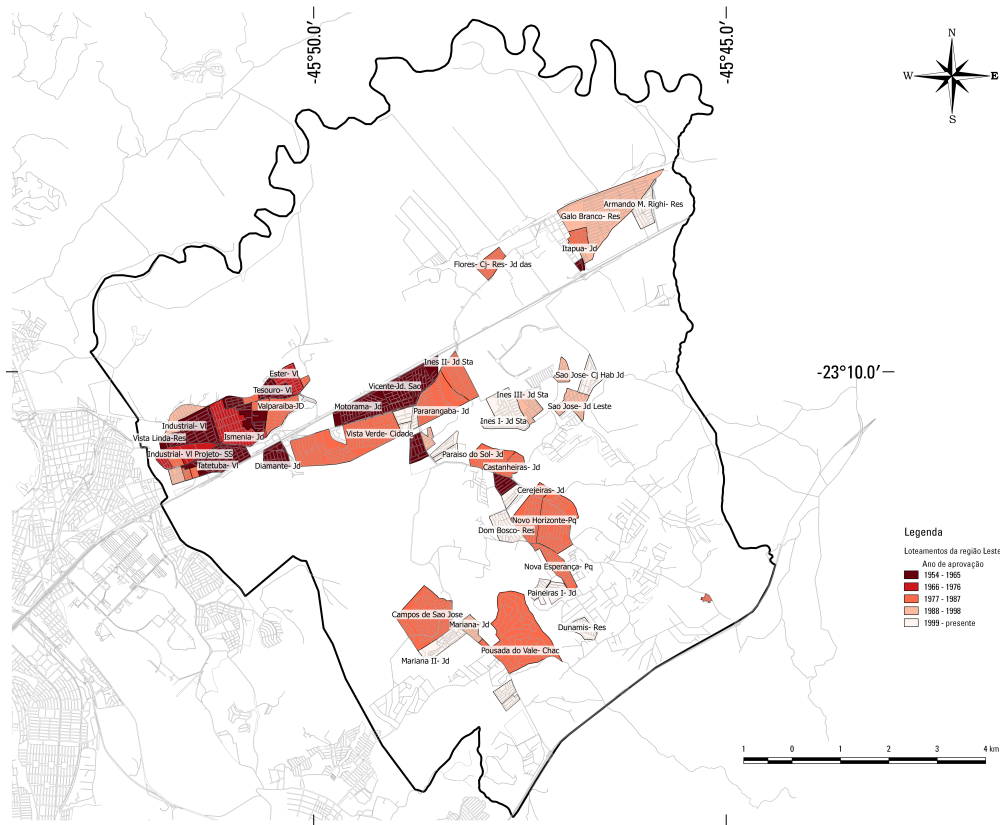 -45°50.0'
-45°45.0'
N
W
E
S
Armando M. Righi- Res
Galo Branco- Res
Itapua- Jd
Flores- Cj- Res- Jd das
Ines II- Jd Sta
-23°10.0'
Ester- Vl
Sao Jose- Cj Hab Jd
Vicente-Jd. Sao
Tesouro- Vl
Ines III- Jd Sta
Valparaiba-JD
Motorama- Jd
Sao Jose- Jd Leste
Pararangaba- Jd
Ines I- Jd Sta
Industrial- Vl
Vista Verde- Cidade
Vista Linda-Res
Ismenia- Jd
Industrial- Vl Projeto- SS
Paraiso do Sol- Jd
Tatetuba- Vl
Diamante- Jd
Castanheiras- Jd
Cerejeiras- Jd
Novo Horizonte-Pq
Dom Bosco- Res
Nova Esperança- Pq
Paineiras I- Jd
Campos de Sao Jose
Mariana- Jd
Dunamis- Res
Pousada do Vale- Chac
Mariana II- Jd
Legenda
Loteamentos da região Leste
Ano de aprovação
1954 - 1965
1966 - 1976
1977 - 1987
1988 - 1998
1999 - presente
1 0 1 2 3 4 km